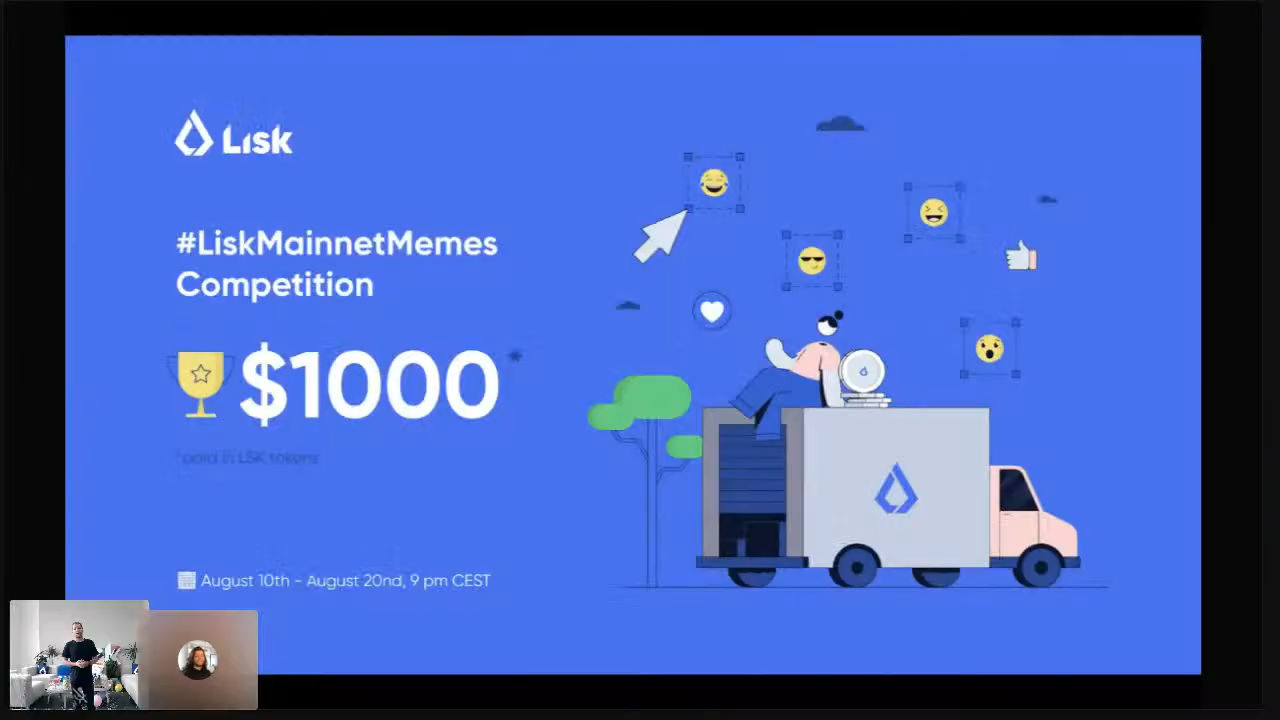 Lisk
#LiskMainnetMemes
Competition
$1000*
*paid in LSK tokens
August 10th - August 20nd, 9 pm CEST